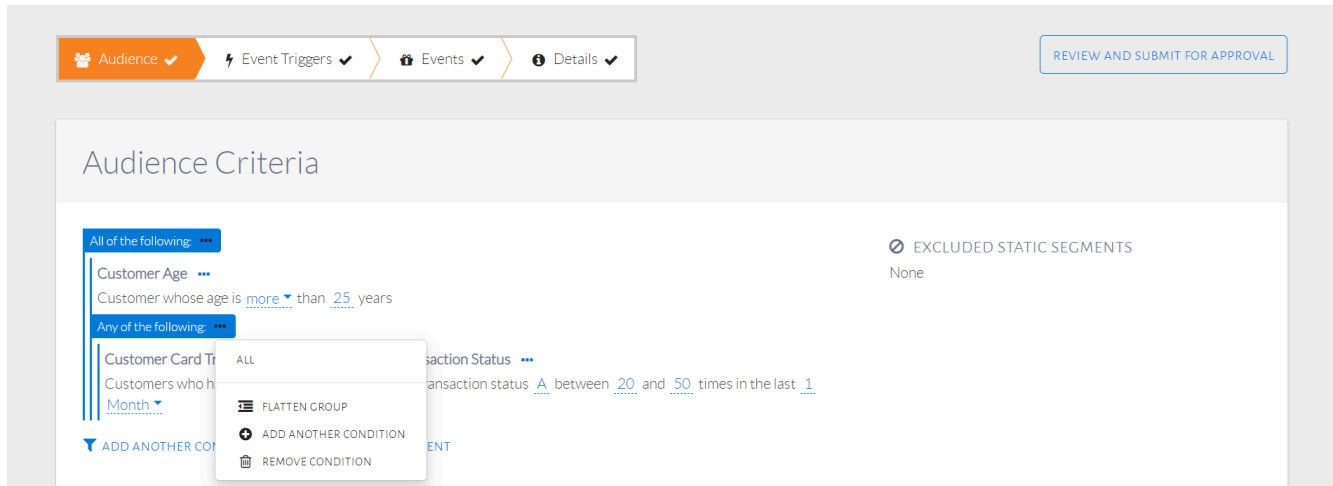 Audience
Event Triggers
Events
Details
REVIEW AND SUBMIT FOR APPROVAL
Audience Criteria
All of the following: •••
EXCLUDED STATIC SEGMENTS
None
Customer Age •••
Customer whose age is more than 25 years
Any of the following: •••
Customer Card saction Status •••
Customers who ransaction status A between 20 and 50 times in the last 1
Month
ALL
FLATTEN GROUP
ADD ANOTHER CONDITION
REMOVE CONDITION
ADD ANOTHER